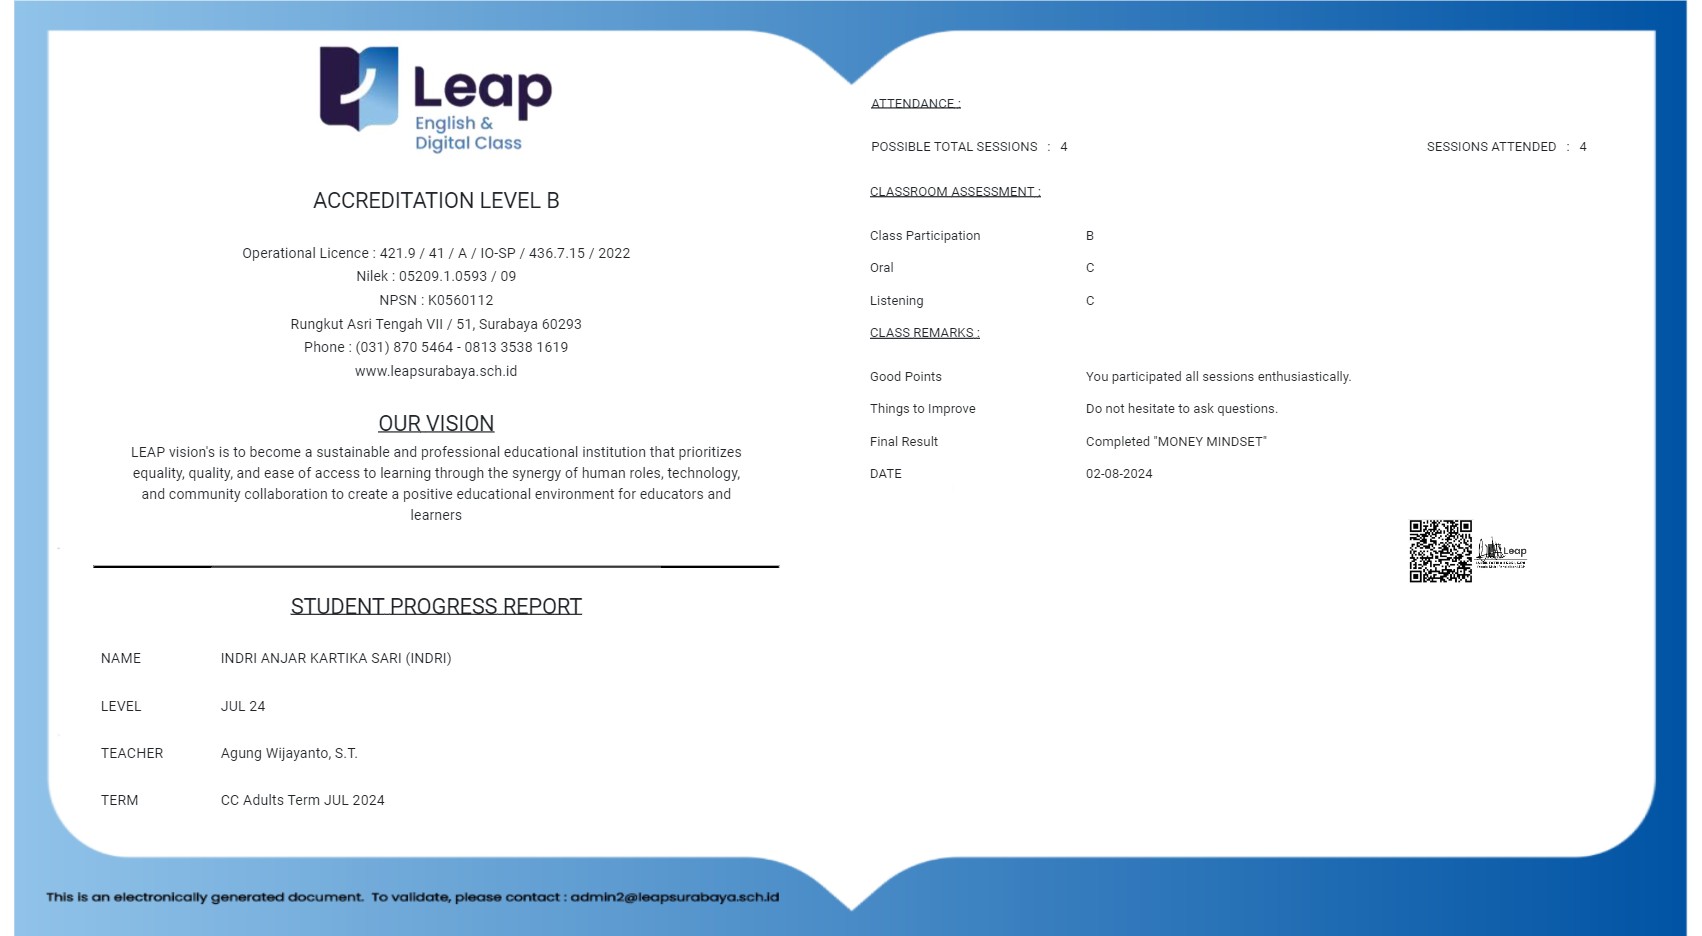 Leap
English &
Digital Class
ACCREDITATION LEVEL B
Operational Licence : 421.9 / 41 / A / IO-SP / 436.7.15 / 2022
Nilek : 05209.1.0593 / 09
NPSN : K0560112
Rungkut Asri Tengah VII / 51, Surabaya 60293
Phone : (031) 870 5464 - 0813 3538 1619
www.leapsurabaya.sch.id
OUR VISION
LEAP vision's is to become a sustainable and professional educational institution that prioritizes
equality, quality, and ease of access to learning through the synergy of human roles, technology,
and community collaboration to create a positive educational environment for educators and
learners
STUDENT PROGRESS REPORT
NAME INDRI ANJAR KARTIKA SARI (INDRI)
LEVEL JUL 24
TEACHER Agung Wijayanto, S.T.
TERM CC Adults Term JUL 2024
ATTENDANCE :
POSSIBLE TOTAL SESSIONS : 4 SESSIONS ATTENDED : 4
CLASSROOM ASSESSMENT :
Class Participation B
Oral C
Listening C
CLASS REMARKS :
Good Points You participated all sessions enthusiastically.
Things to Improve Do not hesitate to ask questions.
Final Result Completed "MONEY MINDSET"
DATE 02-08-2024
Leap
This is an electronically generated document. To validate, please contact : admin2@leapsurabaya.sch.id